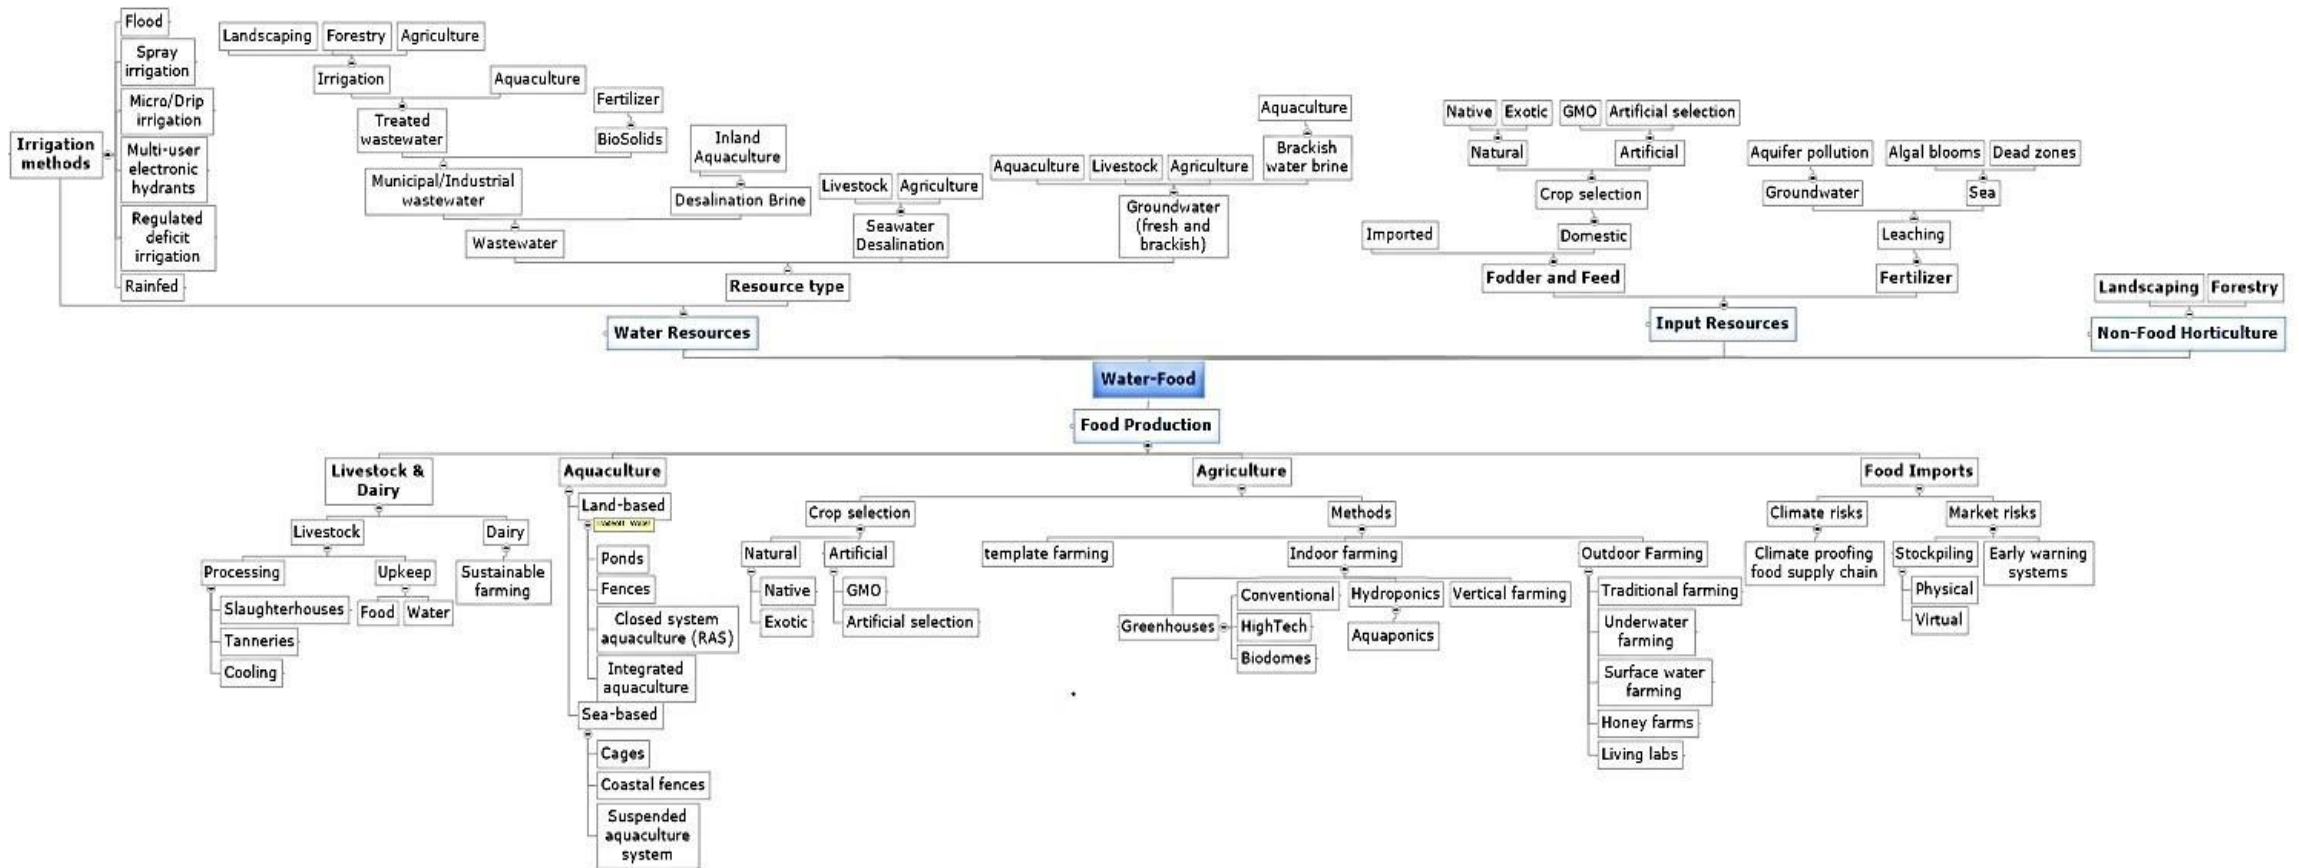 Flood
Spray
irrigation
Micro/Drip
irrigation
Irrigation
methods
Multi-user
electronic
hydrants
Regulated
deficit
irrigation
Rainfed
Landscaping
Forestry
Agriculture
Irrigation
Aquaculture
Treated
wastewater
Fertilizer
BioSolids
Municipal/Industrial
wastewater
Inland
Aquaculture
Desalination Brine
Wastewater
Livestock
Agriculture
Seawater
Desalination
Aquaculture
Livestock
Agriculture
Aquaculture
Brackish
water brine
Groundwater
(fresh and
brackish)
Resource type
Water Resources
Native
Exotic
GMO
Artificial selection
Natural
Artificial
Crop selection
Imported
Domestic
Fodder and Feed
Aquifer pollution
Algal blooms
Dead zones
Groundwater
Sea
Leaching
Fertilizer
Input Resources
Landscaping
Forestry
Non-Food Horticulture
Water-Food
Food Production
Livestock &
Dairy
Livestock
Dairy
Processing
Upkeep
Sustainable
farming
Slaughterhouses
Food
Water
Tanneries
Cooling
Aquaculture
Land-based
Ponds
Fences
Closed system
aquaculture (RAS)
Integrated
aquaculture
Sea-based
Cages
Coastal fences
Suspended
aquaculture
system
Agriculture
Crop selection
Methods
Natural
Artificial
Native
GMO
Exotic
Artificial selection
template farming
Indoor farming
Outdoor Farming
Greenhouses
Conventional
HighTech
Biodomes
Hydroponics
Aquaponics
Vertical farming
Traditional farming
Underwater
farming
Surface water
farming
Honey farms
Living labs
Food Imports
Climate risks
Market risks
Climate proofing
food supply chain
Stockpiling
Early warning
systems
Physical
Virtual